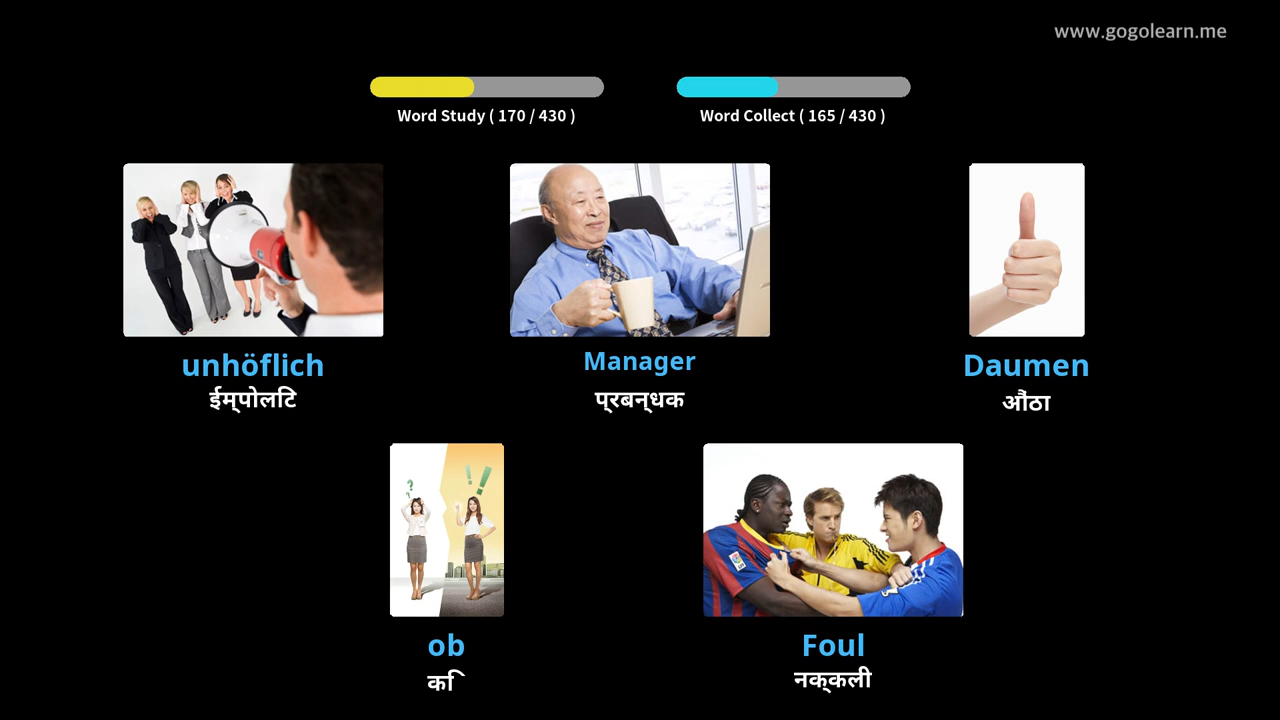 www.gogolearn.me
Word Study ( 170 / 430 )
Word Collect ( 165 / 430 )
unhöflich
ईम्पोलटि
Manager
प्रबन्धक
Daumen
औंठा
ob
कि
Foul
नक्कली